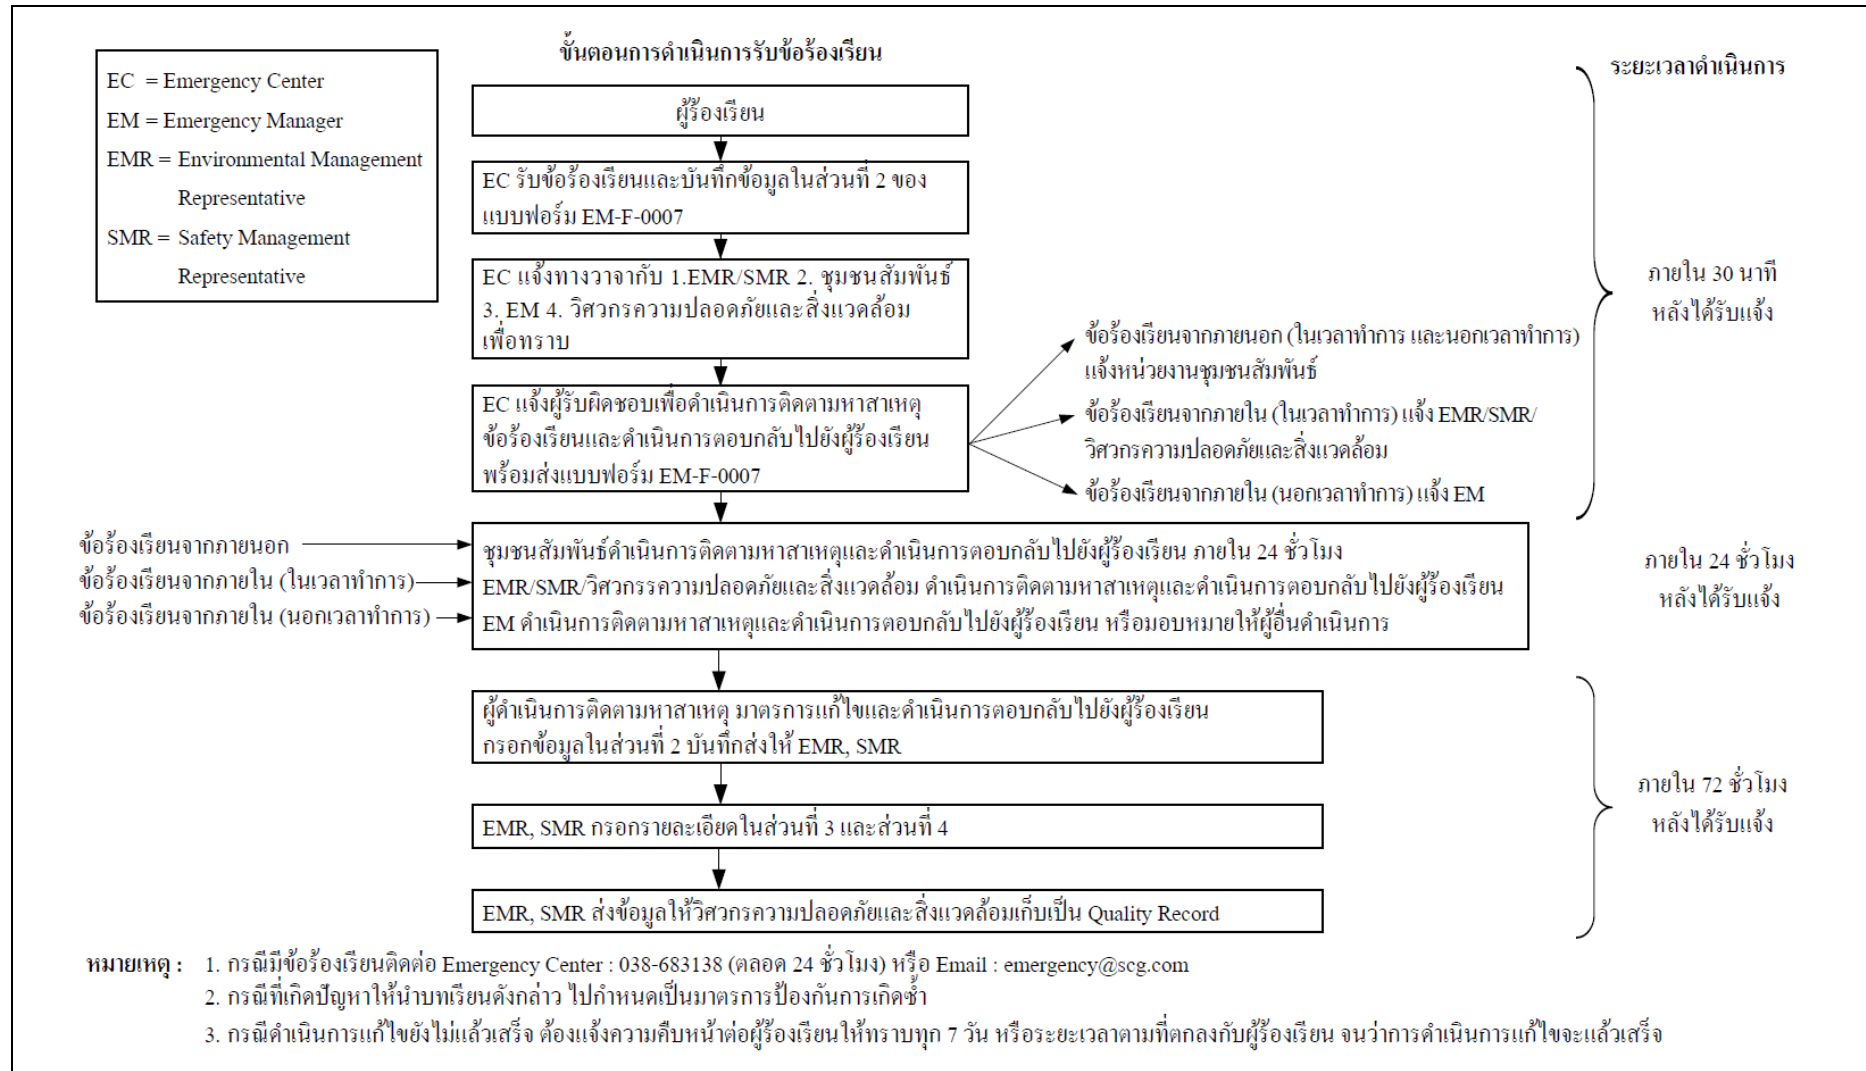 ขั้นตอนการดำเนินการรับข้อร้องเรียน
ระยะเวลาดำเนินการ
EC = Emergency Center
EM = Emergency Manager
EMR = Environmental Management
Representative
SMR = Safety Management
Representative
ผู้ร้องเรียน
EC รับข้อร้องเรียนและบันทึกข้อมูลในส่วนที่ 2 ของ
แบบฟอร์ม EM-F-0007
EC แจ้งทางวาจากับ 1.EMR/SMR 2. ชุมชนสัมพันธ์
3. EM 4. วิศวกรความปลอดภัยและสิ่งแวดล้อม
เพื่อทราบ
EC แจ้งผู้รับผิดชอบเพื่อดำเนินการติดตามหาสาเหตุ
ข้อร้องเรียนและดำเนินการตอบกลับไปยังผู้ร้องเรียน
พร้อมส่งแบบฟอร์ม EM-F-0007
ข้อร้องเรียนจากภายนอก (ในเวลาทำการ และนอกเวลาทำการ)
แจ้งหน่วยงานชุมชนสัมพันธ์
ข้อร้องเรียนจากภายใน (ในเวลาทำการ) แจ้ง EMR/SMR/
วิศวกรความปลอดภัยและสิ่งแวดล้อม
ข้อร้องเรียนจากภายใน (นอกเวลาทำการ) แจ้ง EM
ภายใน 30 นาที
หลังได้รับแจ้ง
ข้อร้องเรียนจากภายนอก
ข้อร้องเรียนจากภายใน (ในเวลาทำการ)
ข้อร้องเรียนจากภายใน (นอกเวลาทำการ)
ชุมชนสัมพันธ์ดำเนินการติดตามหาสาเหตุและดำเนินการตอบกลับไปยังผู้ร้องเรียน ภายใน 24 ชั่วโมง
EMR/SMR/วิศวกรรความปลอดภัยและสิ่งแวดล้อม ดำเนินการติดตามหาสาเหตุและดำเนินการตอบกลับไปยังผู้ร้องเรียน
EM ดำเนินการติดตามหาสาเหตุและดำเนินการตอบกลับไปยังผู้ร้องเรียน หรือมอบหมายให้ผู้อื่นดำเนินการ
ภายใน 24 ชั่วโมง
หลังได้รับแจ้ง
ผู้ดำเนินการติดตามหาสาเหตุ มาตรการแก้ไขและดำเนินการตอบกลับไปยังผู้ร้องเรียน
กรอกข้อมูลในส่วนที่ 2 บันทึกส่งให้ EMR, SMR
EMR, SMR กรอกรายละเอียดในส่วนที่ 3 และส่วนที่ 4
EMR, SMR ส่งข้อมูลให้วิศวกรความปลอดภัยและสิ่งแวดล้อมเก็บเป็น Quality Record
ภายใน 72 ชั่วโมง
หลังได้รับแจ้ง
หมายเหตุ : 1. กรณีมีข้อร้องเรียนติดต่อ Emergency Center : 038-683138 (ตลอด 24 ชั่วโมง) หรือ Email : emergency@scg.com
2. กรณีที่เกิดปัญหาให้นำบทเรียนดังกล่าว ไปกำหนดเป็นมาตรการป้องกันการเกิดซ้ำ
3. กรณีดำเนินการแก้ไขยังไม่แล้วเสร็จ ต้องแจ้งความคืบหน้าต่อผู้ร้องเรียนให้ทราบทุก 7 วัน หรือระยะเวลาตามที่ตกลงกับผู้ร้องเรียน จนว่าการดำเนินการแก้ไขจะแล้วเสร็จ